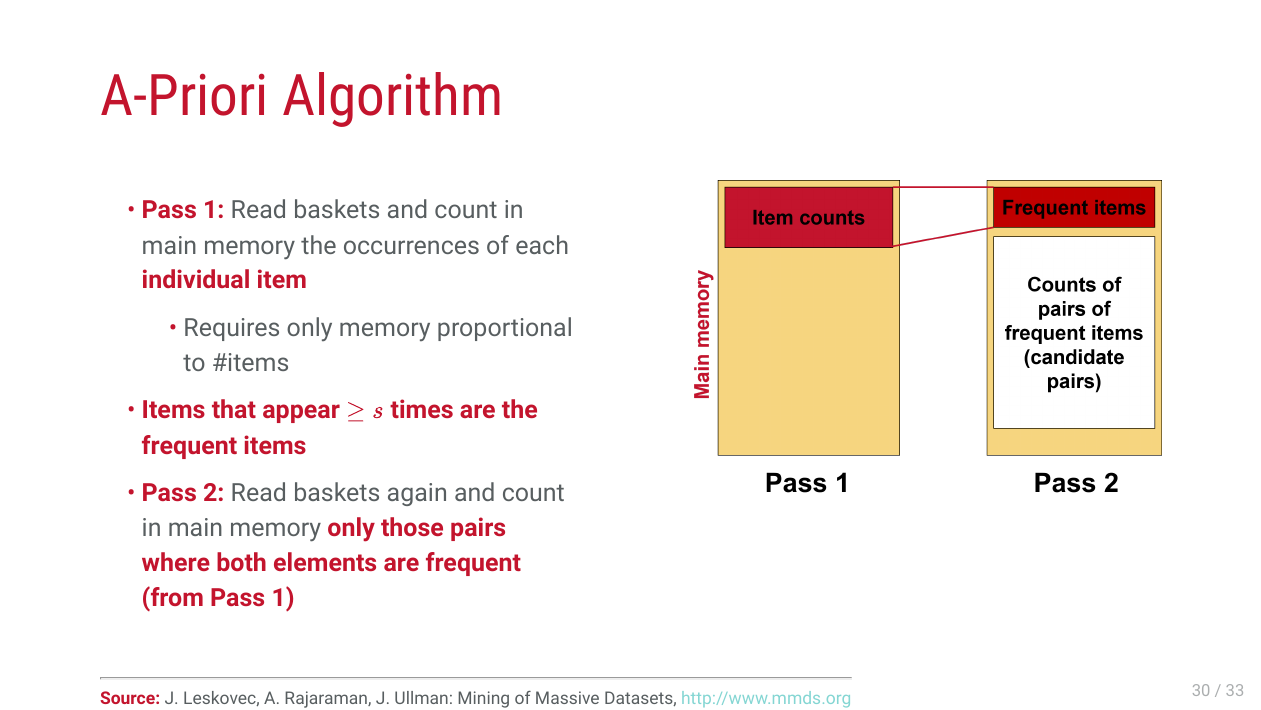 A-Priori Algorithm
• Pass 1: Read baskets and count in
main memory the occurrences of each
individual item
• Requires only memory proportional
to #items
• Items that appear ≥ s times are the
frequent items
• Pass 2: Read baskets again and count
in main memory only those pairs
where both elements are frequent
(from Pass 1)
Main memory
Item counts
Pass 1
Frequent items
Counts of
pairs of
frequent items
(candidate
pairs)
Pass 2
Source: J. Leskovec, A. Rajaraman, J. Ullman: Mining of Massive Datasets, http://www.mmds.org
30 / 33